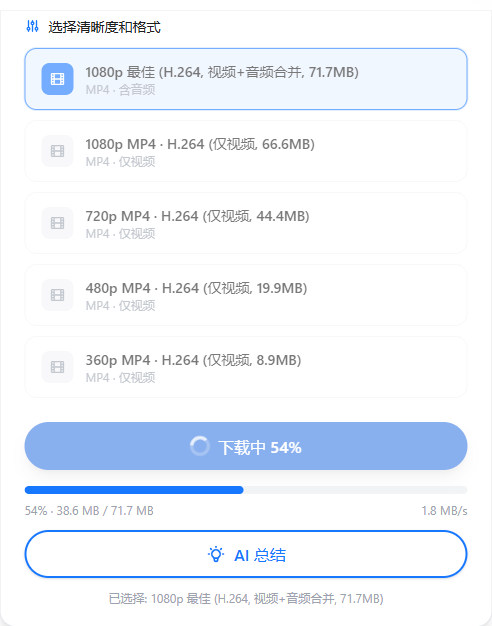 选择清晰度和格式
1080p 最佳 (H.264, 视频+音频合并, 71.7MB)
MP4 · 含音频
1080p MP4 · H.264 (仅视频, 66.6MB)
MP4 · 仅视频
720p MP4 · H.264 (仅视频, 44.4MB)
MP4 · 仅视频
480p MP4 · H.264 (仅视频, 19.9MB)
MP4 · 仅视频
360p MP4 · H.264 (仅视频, 8.9MB)
MP4 · 仅视频
下载中 54%
54% · 38.6 MB / 71.7 MB 1.8 MB/s
AI 总结
已选择: 1080p 最佳 (H.264, 视频+音频合并, 71.7MB)